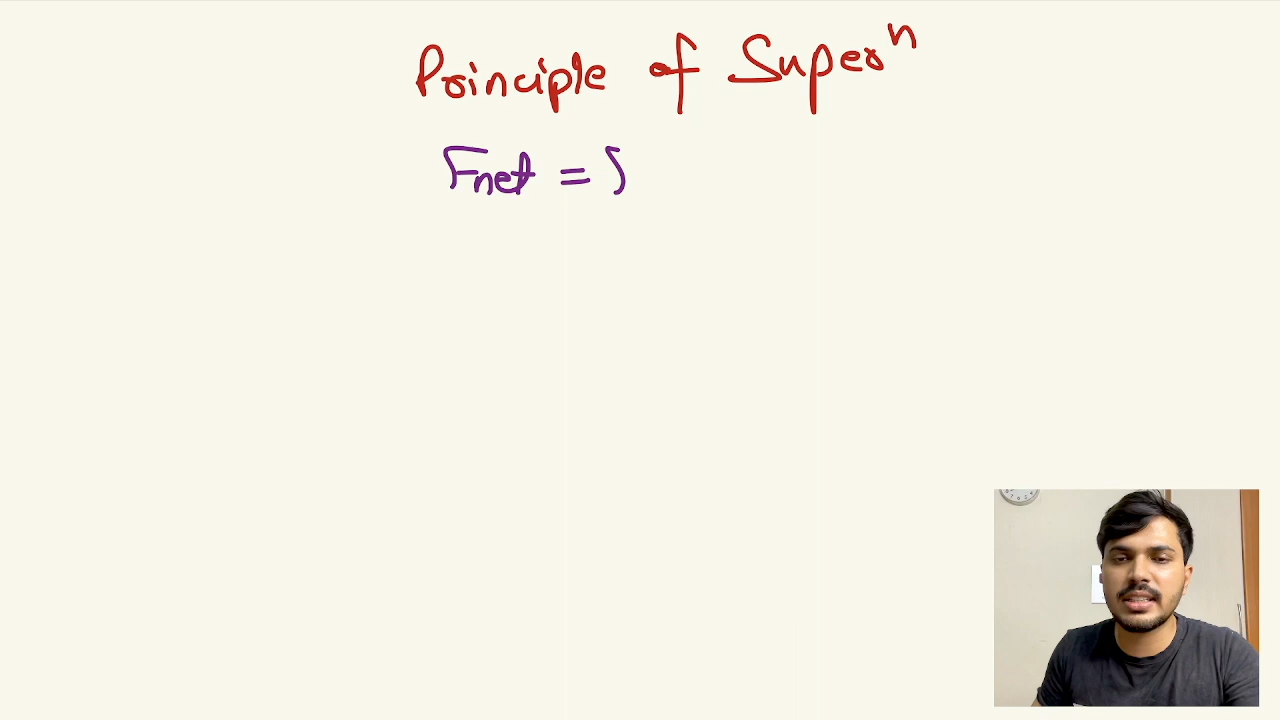 Principle of Superⁿ
Fnet =